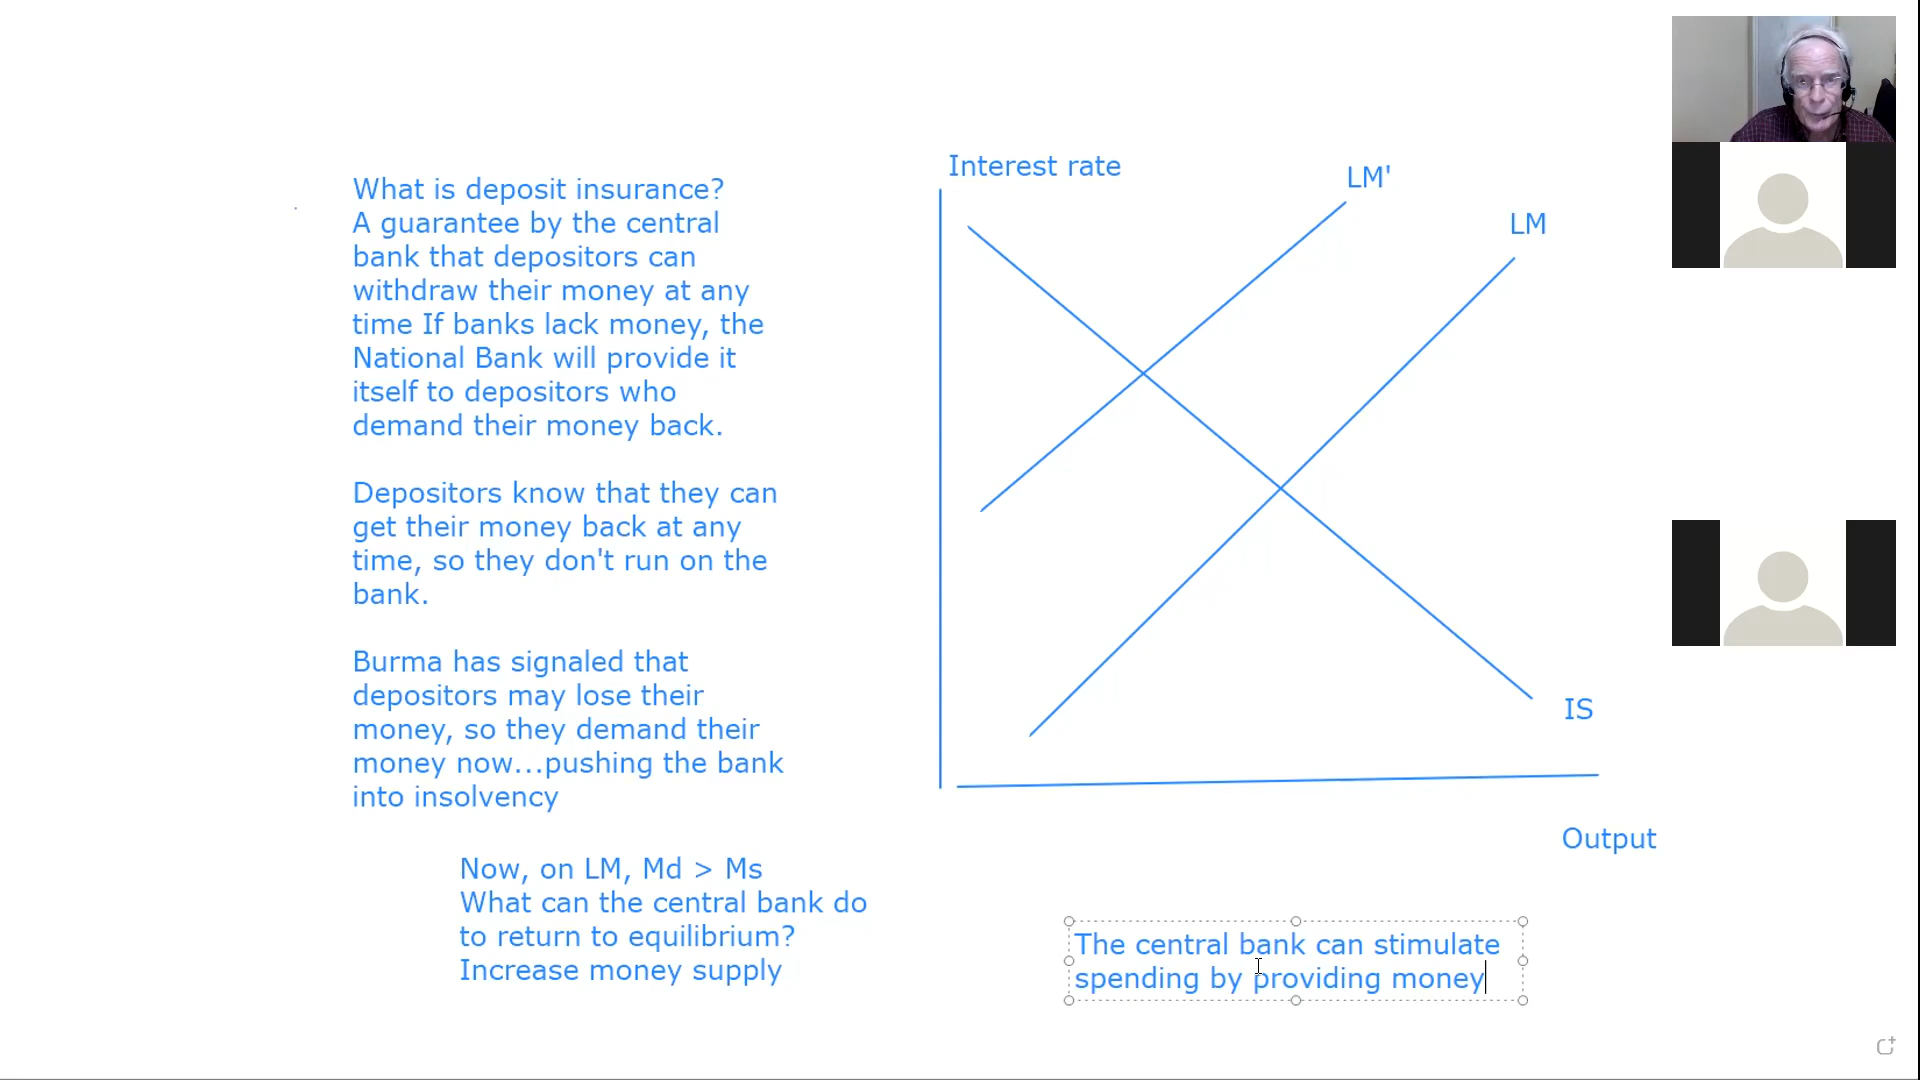 What is deposit insurance?
A guarantee by the central
bank that depositors can
withdraw their money at any
time If banks lack money, the
National Bank will provide it
itself to depositors who
demand their money back.
Depositors know that they can
get their money back at any
time, so they don't run on the
bank.
Burma has signaled that
depositors may lose their
money, so they demand their
money now...pushing the bank
into insolvency
Now, on LM, Md > Ms
What can the central bank do
to return to equilibrium?
Increase money supply
Interest rate
LM'
LM
IS
Output
The central bank can stimulate
spending by providing money